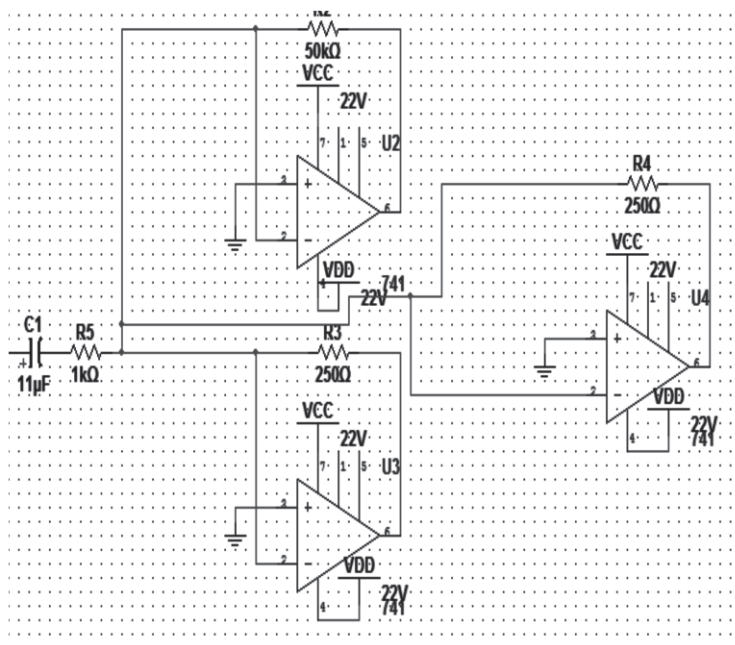 50kΩ
VCC
22V
7 1 5 U2
3
6
2
4
VDD
22V
741
R4
250Ω
VCC
22V
7 1 5 U4
3
6
2
4
VDD
22V
741
C1
11µF
R5
1kΩ
R3
250Ω
VCC
22V
7 1 5 U3
3
6
2
4
VDD
22V
741